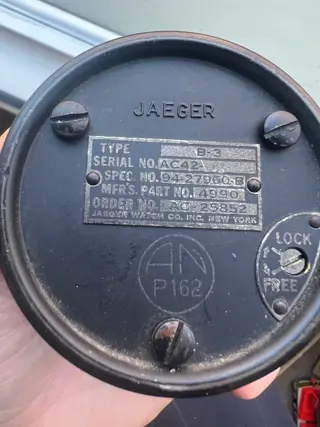 JAEGER
TYPE B-3
SERIAL NO. AC42
SPEC. NO. 94-27960-B
MFR'S. PART NO. 4990
ORDER NO. AC 25852
JAEGER WATCH CO. INC. NEW YORK
LOCK
FREE
AN
P162